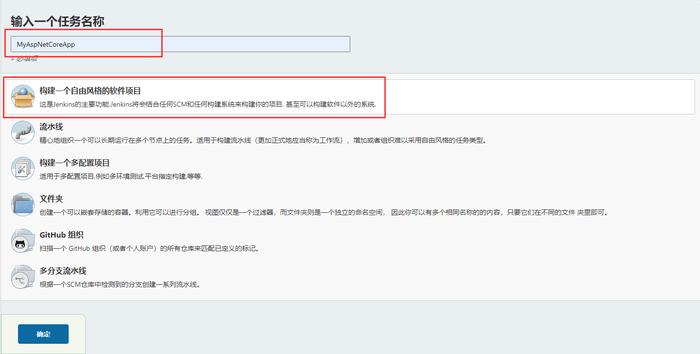 输入一个任务名称
MyAspNetCoreApp
» 必填项
构建一个自由风格的软件项目
这是Jenkins的主要功能.Jenkins将会结合任何SCM和任何构建系统来构建你的项目, 甚至可以构建软件以外的系统.
流水线
精心地组织一个可以长期运行在多个节点上的任务。适用于构建流水线（更加正式地应当称为工作流），增加或者组织难以采用自由风格的任务类型。
构建一个多配置项目
适用于多配置项目,例如多环境测试,平台指定构建,等等.
文件夹
创建一个可以嵌套存储的容器。利用它可以进行分组。 视图仅仅是一个过滤器，而文件夹则是一个独立的命名空间， 因此你可以有多个相同名称的的内容，只要它们在不同的文件 夹里即可。
GitHub 组织
扫描一个 GitHub 组织（或者个人账户）的所有仓库来匹配已定义的标记。
多分支流水线
根据一个SCM仓库中检测到的分支创建一系列流水线。
确定